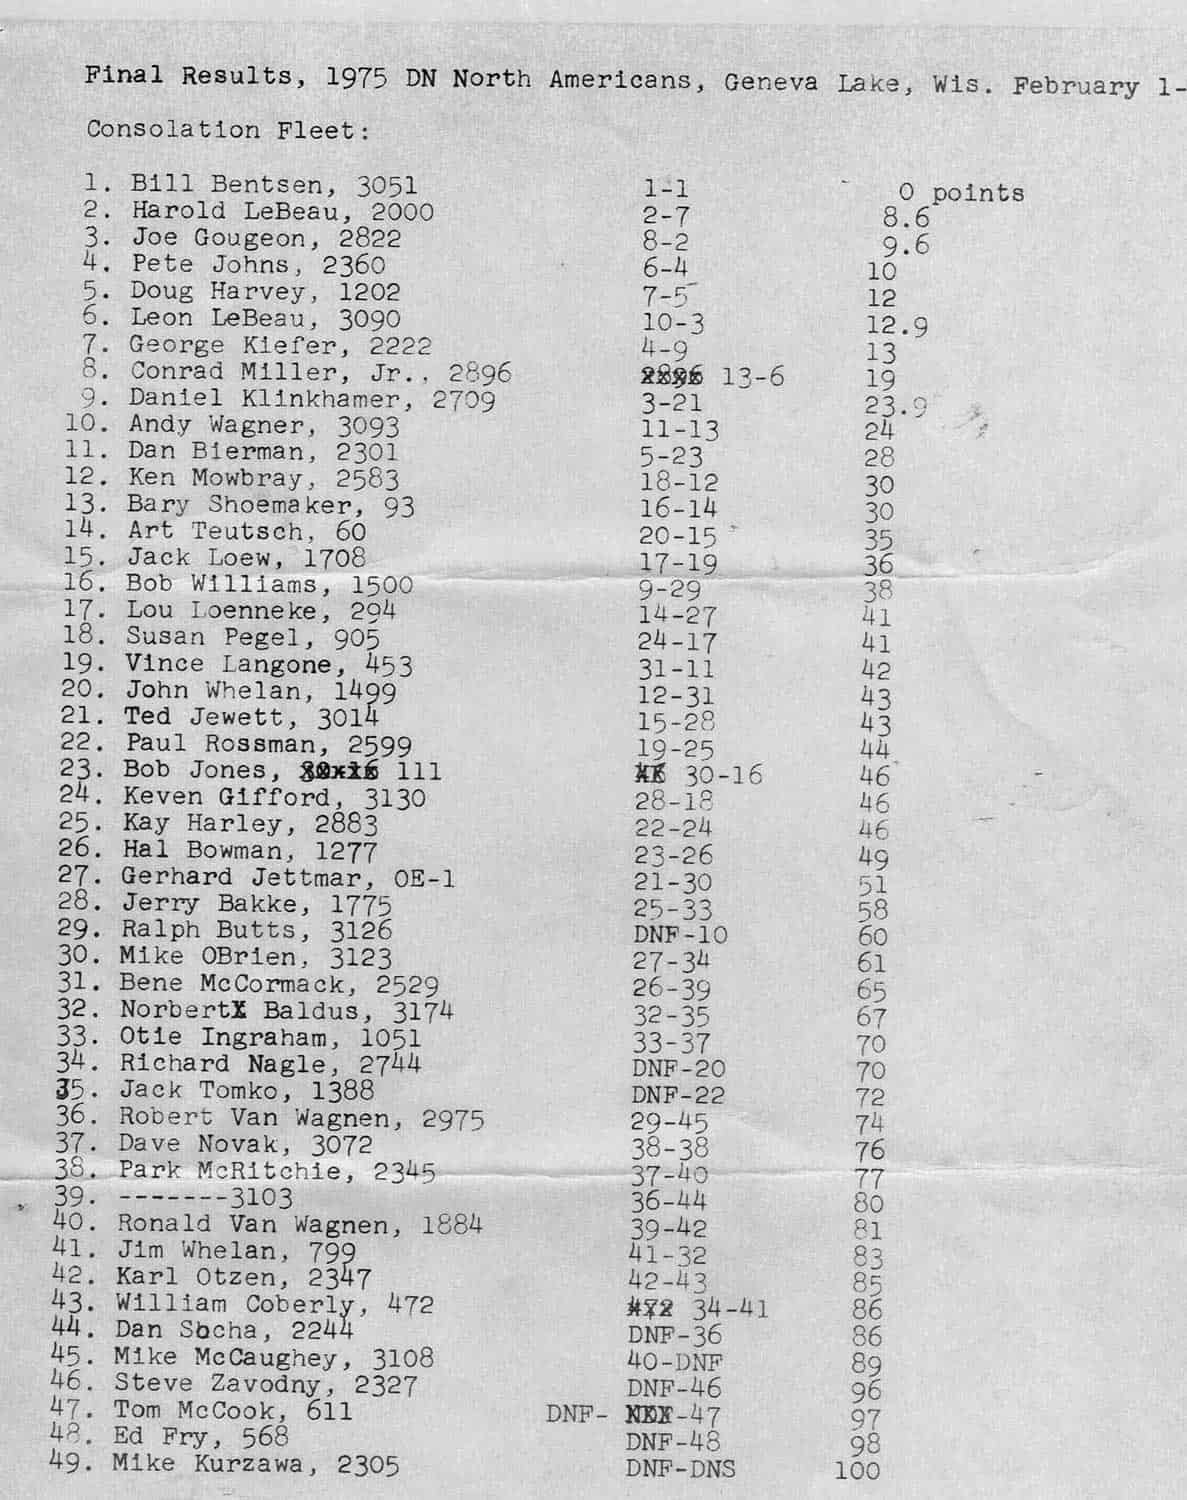 Final Results, 1975 DN North Americans, Geneva Lake, Wis. February 1-
Consolation Fleet:
1. Bill Bentsen, 3051 1-1 0 points
2. Harold LeBeau, 2000 2-7 8.6
3. Joe Gougeon, 2822 8-2 9.6
4. Pete Johns, 2360 6-4 10
5. Doug Harvey, 1202 7-5 12
6. Leon LeBeau, 3090 10-3 12.9
7. George Kiefer, 2222 4-9 13
8. Conrad Miller, Jr., 2896 13-6 19
9. Daniel Klinkhamer, 2709 3-21 23.9
10. Andy Wagner, 3093 11-13 24
11. Dan Bierman, 2301 5-23 28
12. Ken Mowbray, 2583 18-12 30
13. Bary Shoemaker, 93 16-14 30
14. Art Teutsch, 60 20-15 35
15. Jack Loew, 1708 17-19 36
16. Bob Williams, 1500 9-29 38
17. Lou Loenneke, 294 14-27 41
18. Susan Pegel, 905 24-17 41
19. Vince Langone, 453 31-11 42
20. John Whelan, 1499 12-31 43
21. Ted Jewett, 3014 15-28 43
22. Paul Rossman, 2599 19-25 44
23. Bob Jones, 111 30-16 46
24. Keven Gifford, 3130 28-18 46
25. Kay Harley, 2883 22-24 46
26. Hal Bowman, 1277 23-26 49
27. Gerhard Jettmar, OE-1 21-30 51
28. Jerry Bakke, 1775 25-33 58
29. Ralph Butts, 3126 DNF-10 60
30. Mike OBrien, 3123 27-34 61
31. Bene McCormack, 2529 26-39 65
32. Norbert Baldus, 3174 32-35 67
33. Otie Ingraham, 1051 33-37 70
34. Richard Nagle, 2744 DNF-20 70
35. Jack Tomko, 1388 DNF-22 72
36. Robert Van Wagnen, 2975 29-45 74
37. Dave Novak, 3072 38-38 76
38. Park McRitchie, 2345 37-40 77
39. -------3103 36-44 80
40. Ronald Van Wagnen, 1884 39-42 81
41. Jim Whelan, 799 41-32 83
42. Karl Otzen, 2347 42-43 85
43. William Coberly, 472 34-41 86
44. Dan Socha, 2244 DNF-36 86
45. Mike McCaughey, 3108 40-DNF 89
46. Steve Zavodny, 2327 DNF-46 96
47. Tom McCook, 611 DNF- -47 97
48. Ed Fry, 568 DNF-48 98
49. Mike Kurzawa, 2305 DNF-DNS 100